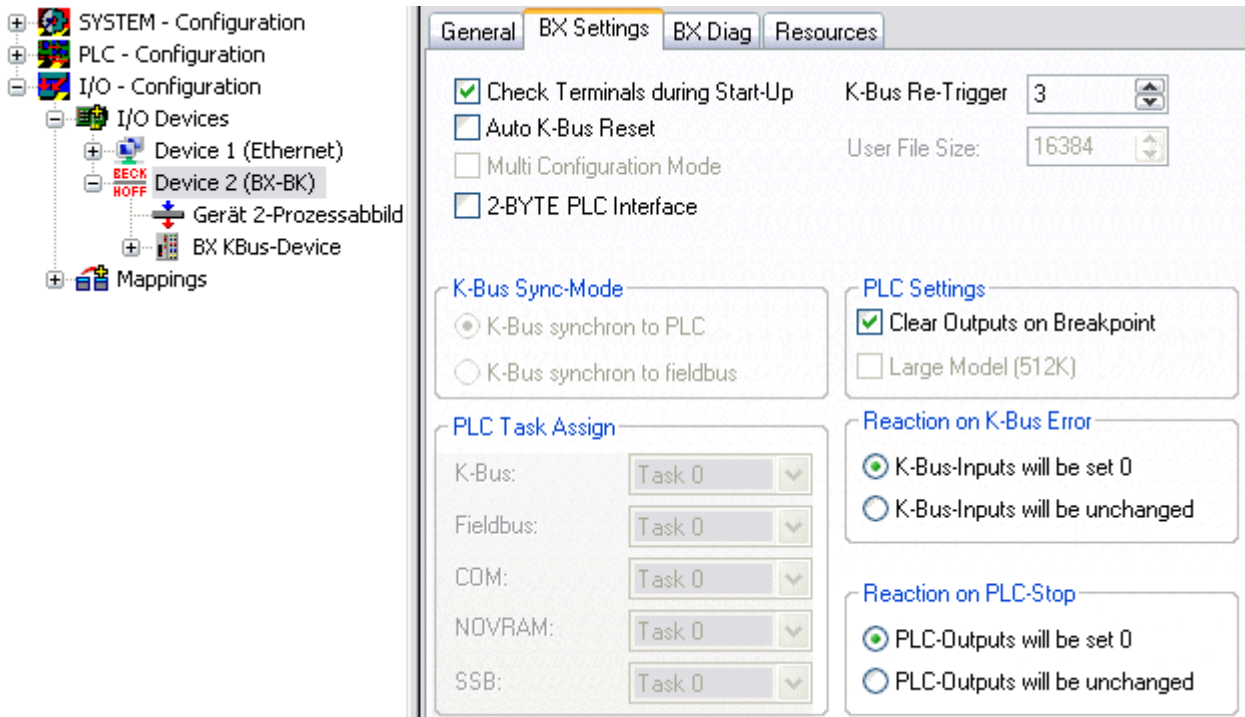 SYSTEM - Configuration
PLC - Configuration
I/O - Configuration
I/O Devices
Device 1 (Ethernet)
BECK
HOFF
Device 2 (BX-BK)
Gerät 2-Prozessabbild
BX KBus-Device
Mappings
General BX Settings BX Diag Resources
Check Terminals during Start-Up
K-Bus Re-Trigger 3
Auto K-Bus Reset
User File Size: 16384
Multi Configuration Mode
2-BYTE PLC Interface
K-Bus Sync-Mode
K-Bus synchron to PLC
K-Bus synchron to fieldbus
PLC Settings
Clear Outputs on Breakpoint
Large Model (512K)
PLC Task Assign
K-Bus: Task 0
Fieldbus: Task 0
COM: Task 0
NOVRAM: Task 0
SSB: Task 0
Reaction on K-Bus Error
K-Bus-Inputs will be set 0
K-Bus-Inputs will be unchanged
Reaction on PLC-Stop
PLC-Outputs will be set 0
PLC-Outputs will be unchanged